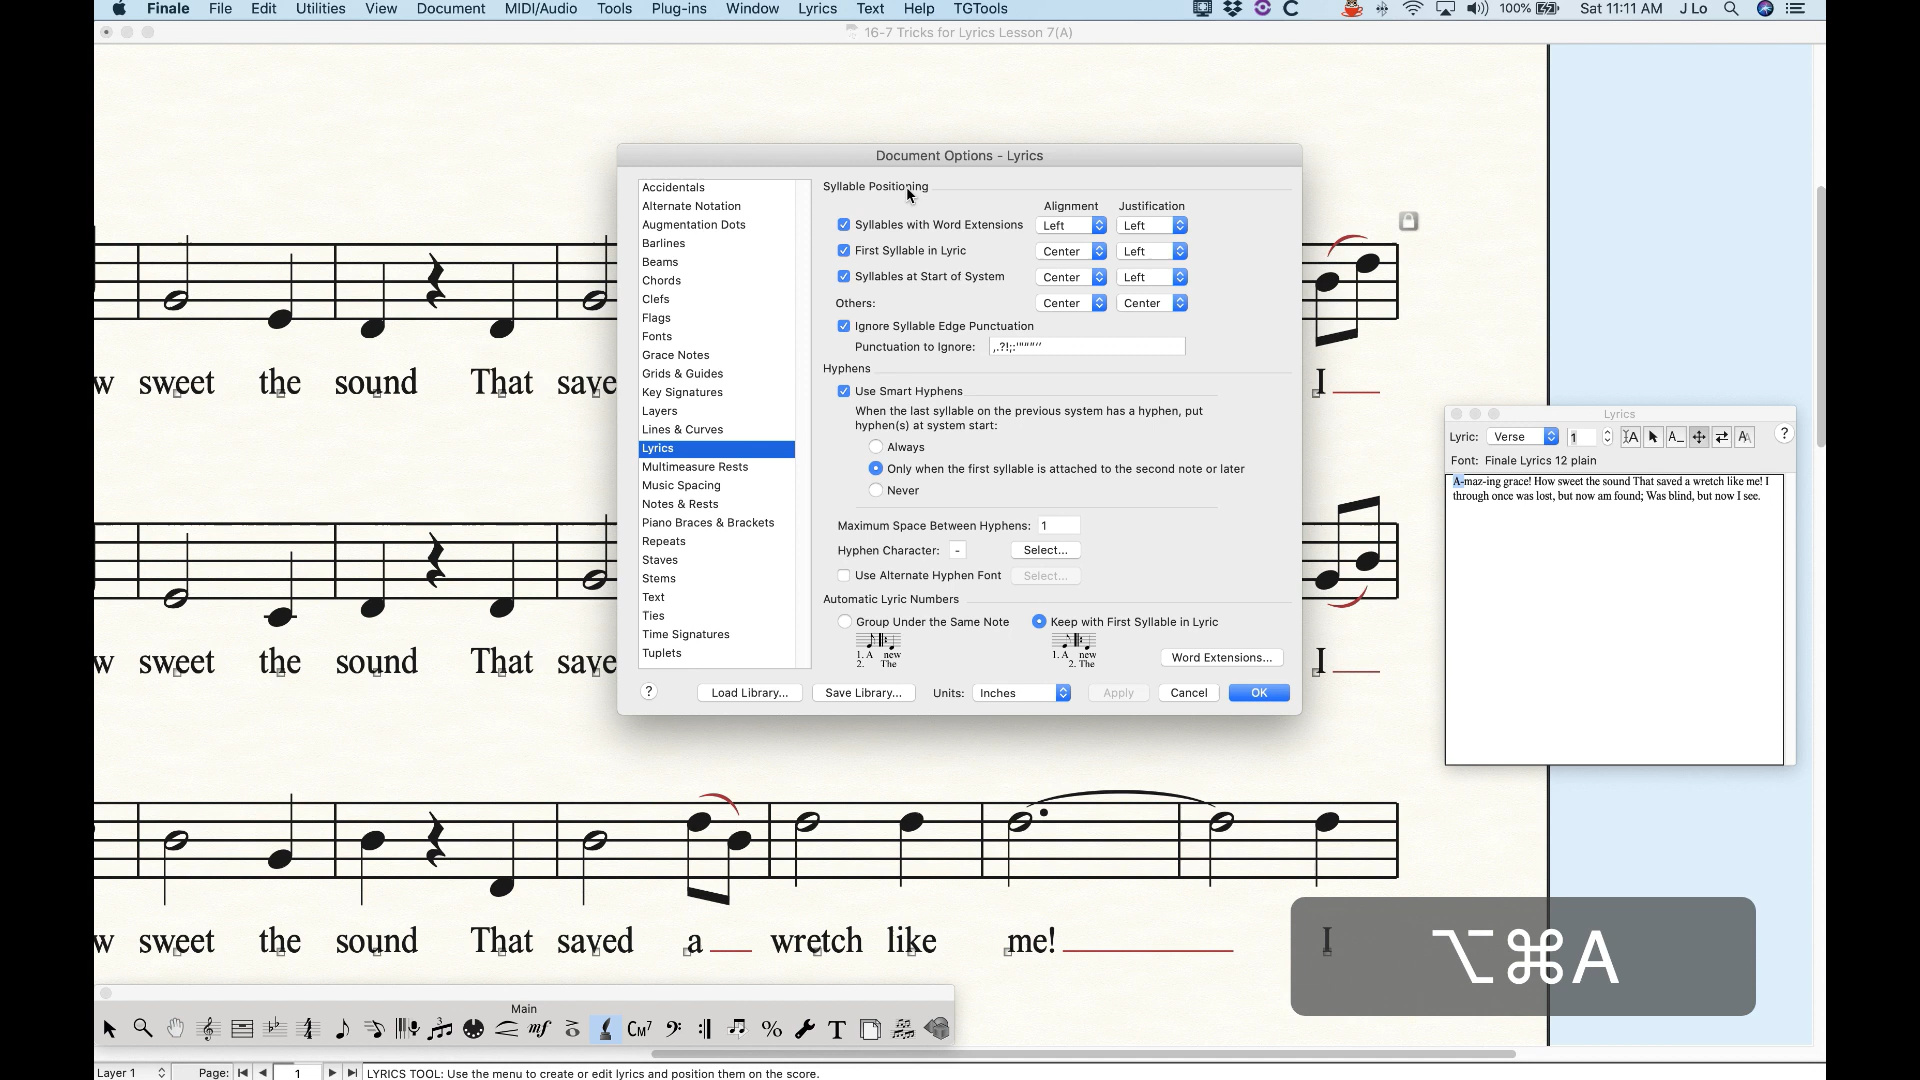 Finale File Edit Utilities View Document MIDI/Audio Tools Plug-ins Window Lyrics Text Help TGTools 100% Sat 11:11 AM J Lo
16-7 Tricks for Lyrics Lesson 7(A)
Document Options - Lyrics
Accidentals
Alternate Notation
Augmentation Dots
Barlines
Beams
Chords
Clefs
Flags
Fonts
Grace Notes
Grids & Guides
Key Signatures
Layers
Lines & Curves
Lyrics
Multimeasure Rests
Music Spacing
Notes & Rests
Piano Braces & Brackets
Repeats
Staves
Stems
Text
Ties
Time Signatures
Tuplets
Syllable Positioning
Alignment Justification
Syllables with Word Extensions Left Left
First Syllable in Lyric Center Left
Syllables at Start of System Center Left
Others: Center Center
Ignore Syllable Edge Punctuation
Punctuation to Ignore: ,.?!;:'"""''
Hyphens
Use Smart Hyphens
When the last syllable on the previous system has a hyphen, put
hyphen(s) at system start:
Always
Only when the first syllable is attached to the second note or later
Never
Maximum Space Between Hyphens: 1
Hyphen Character: - Select...
Use Alternate Hyphen Font Select...
Automatic Lyric Numbers
Group Under the Same Note Keep with First Syllable in Lyric
1. A new 1. A new
2. The 2. The
Word Extensions...
? Load Library... Save Library... Units: Inches Apply Cancel OK
w sweet the sound That save I
w sweet the sound That save I
w sweet the sound That saved a wretch like me! I
Lyrics
Lyric: Verse 1 ?
Font: Finale Lyrics 12 plain
A-maz-ing grace! How sweet the sound That saved a wretch like me! I
through once was lost, but now am found; Was blind, but now I see.
⌥⌘A
Main
mf CM7 % T
Layer 1 Page: 1 LYRICS TOOL: Use the menu to create or edit lyrics and position them on the score.